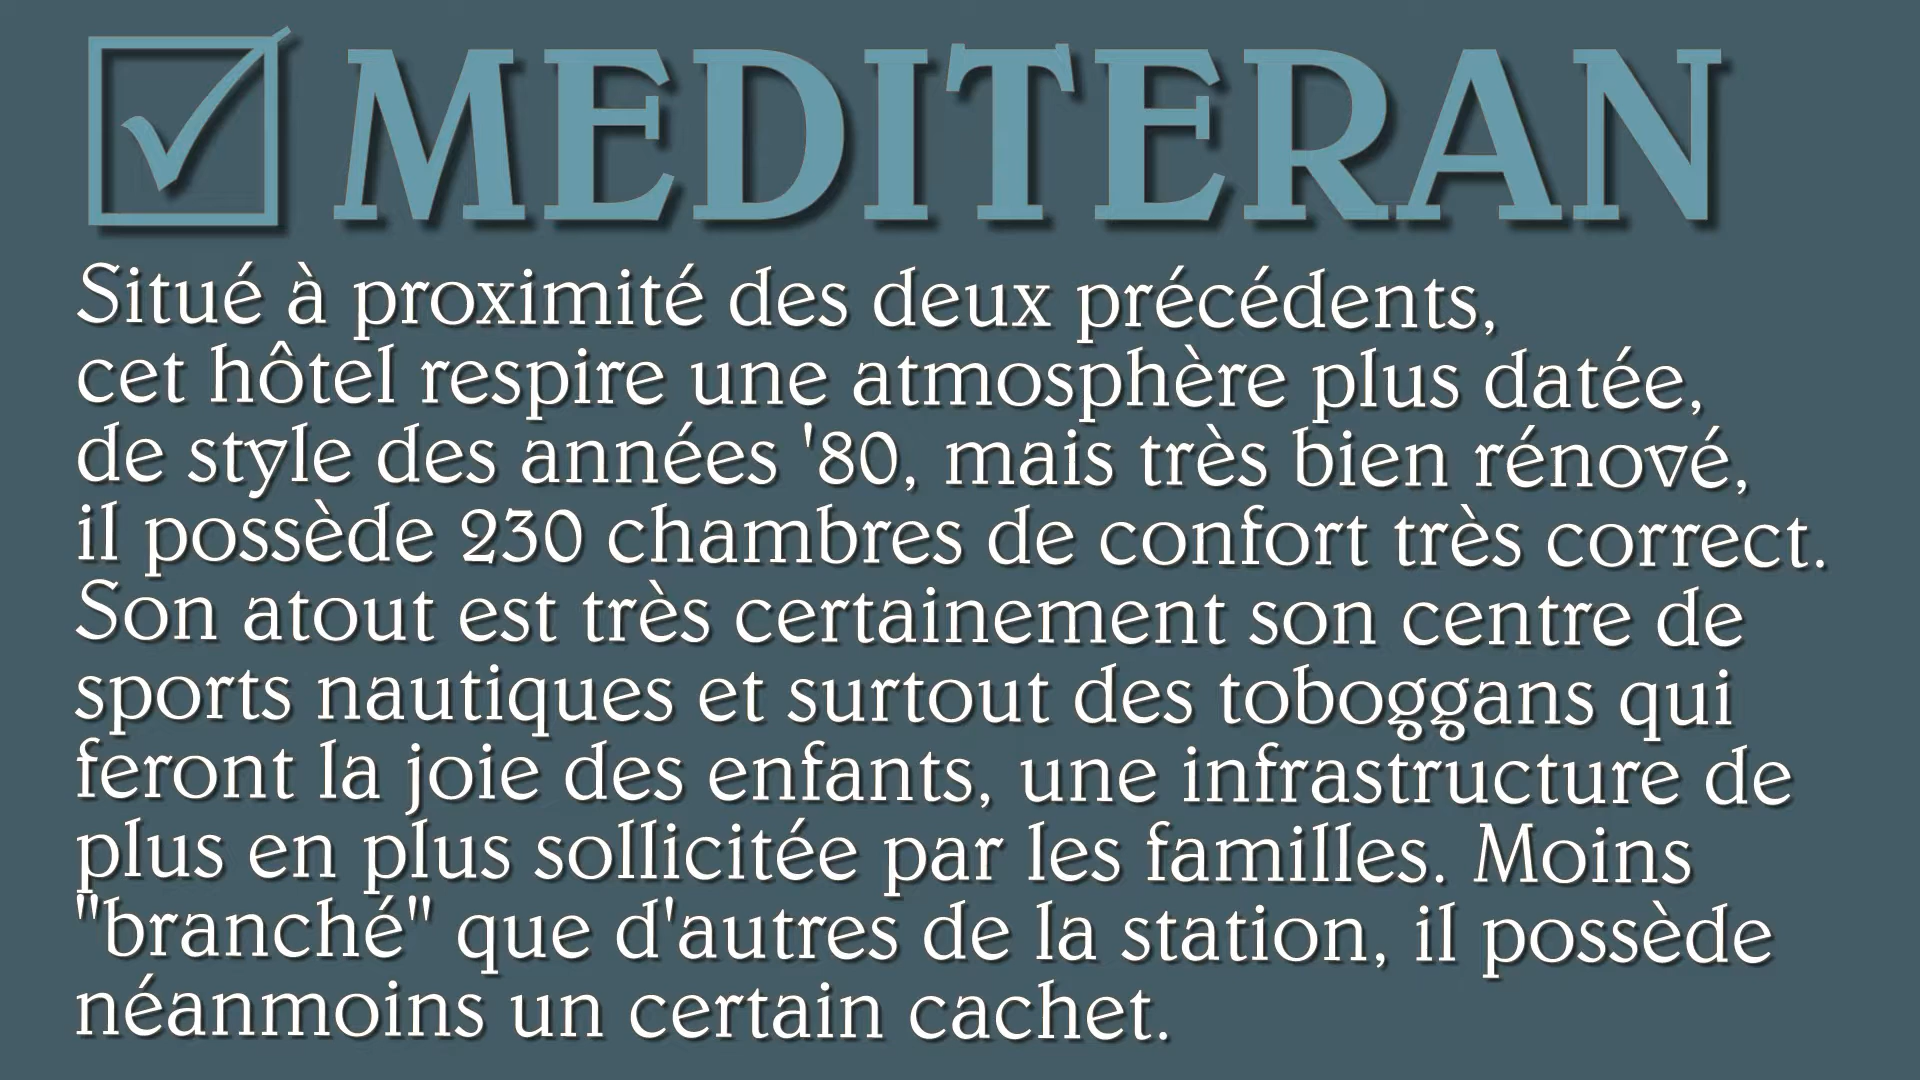 MEDITERAN
Situé à proximité des deux précédents,
cet hôtel respire une atmosphère plus datée,
de style des années '80, mais très bien rénové,
il possède 230 chambres de confort très correct.
Son atout est très certainement son centre de
sports nautiques et surtout des toboggans qui
feront la joie des enfants, une infrastructure de
plus en plus sollicitée par les familles. Moins
"branché" que d'autres de la station, il possède
néanmoins un certain cachet.